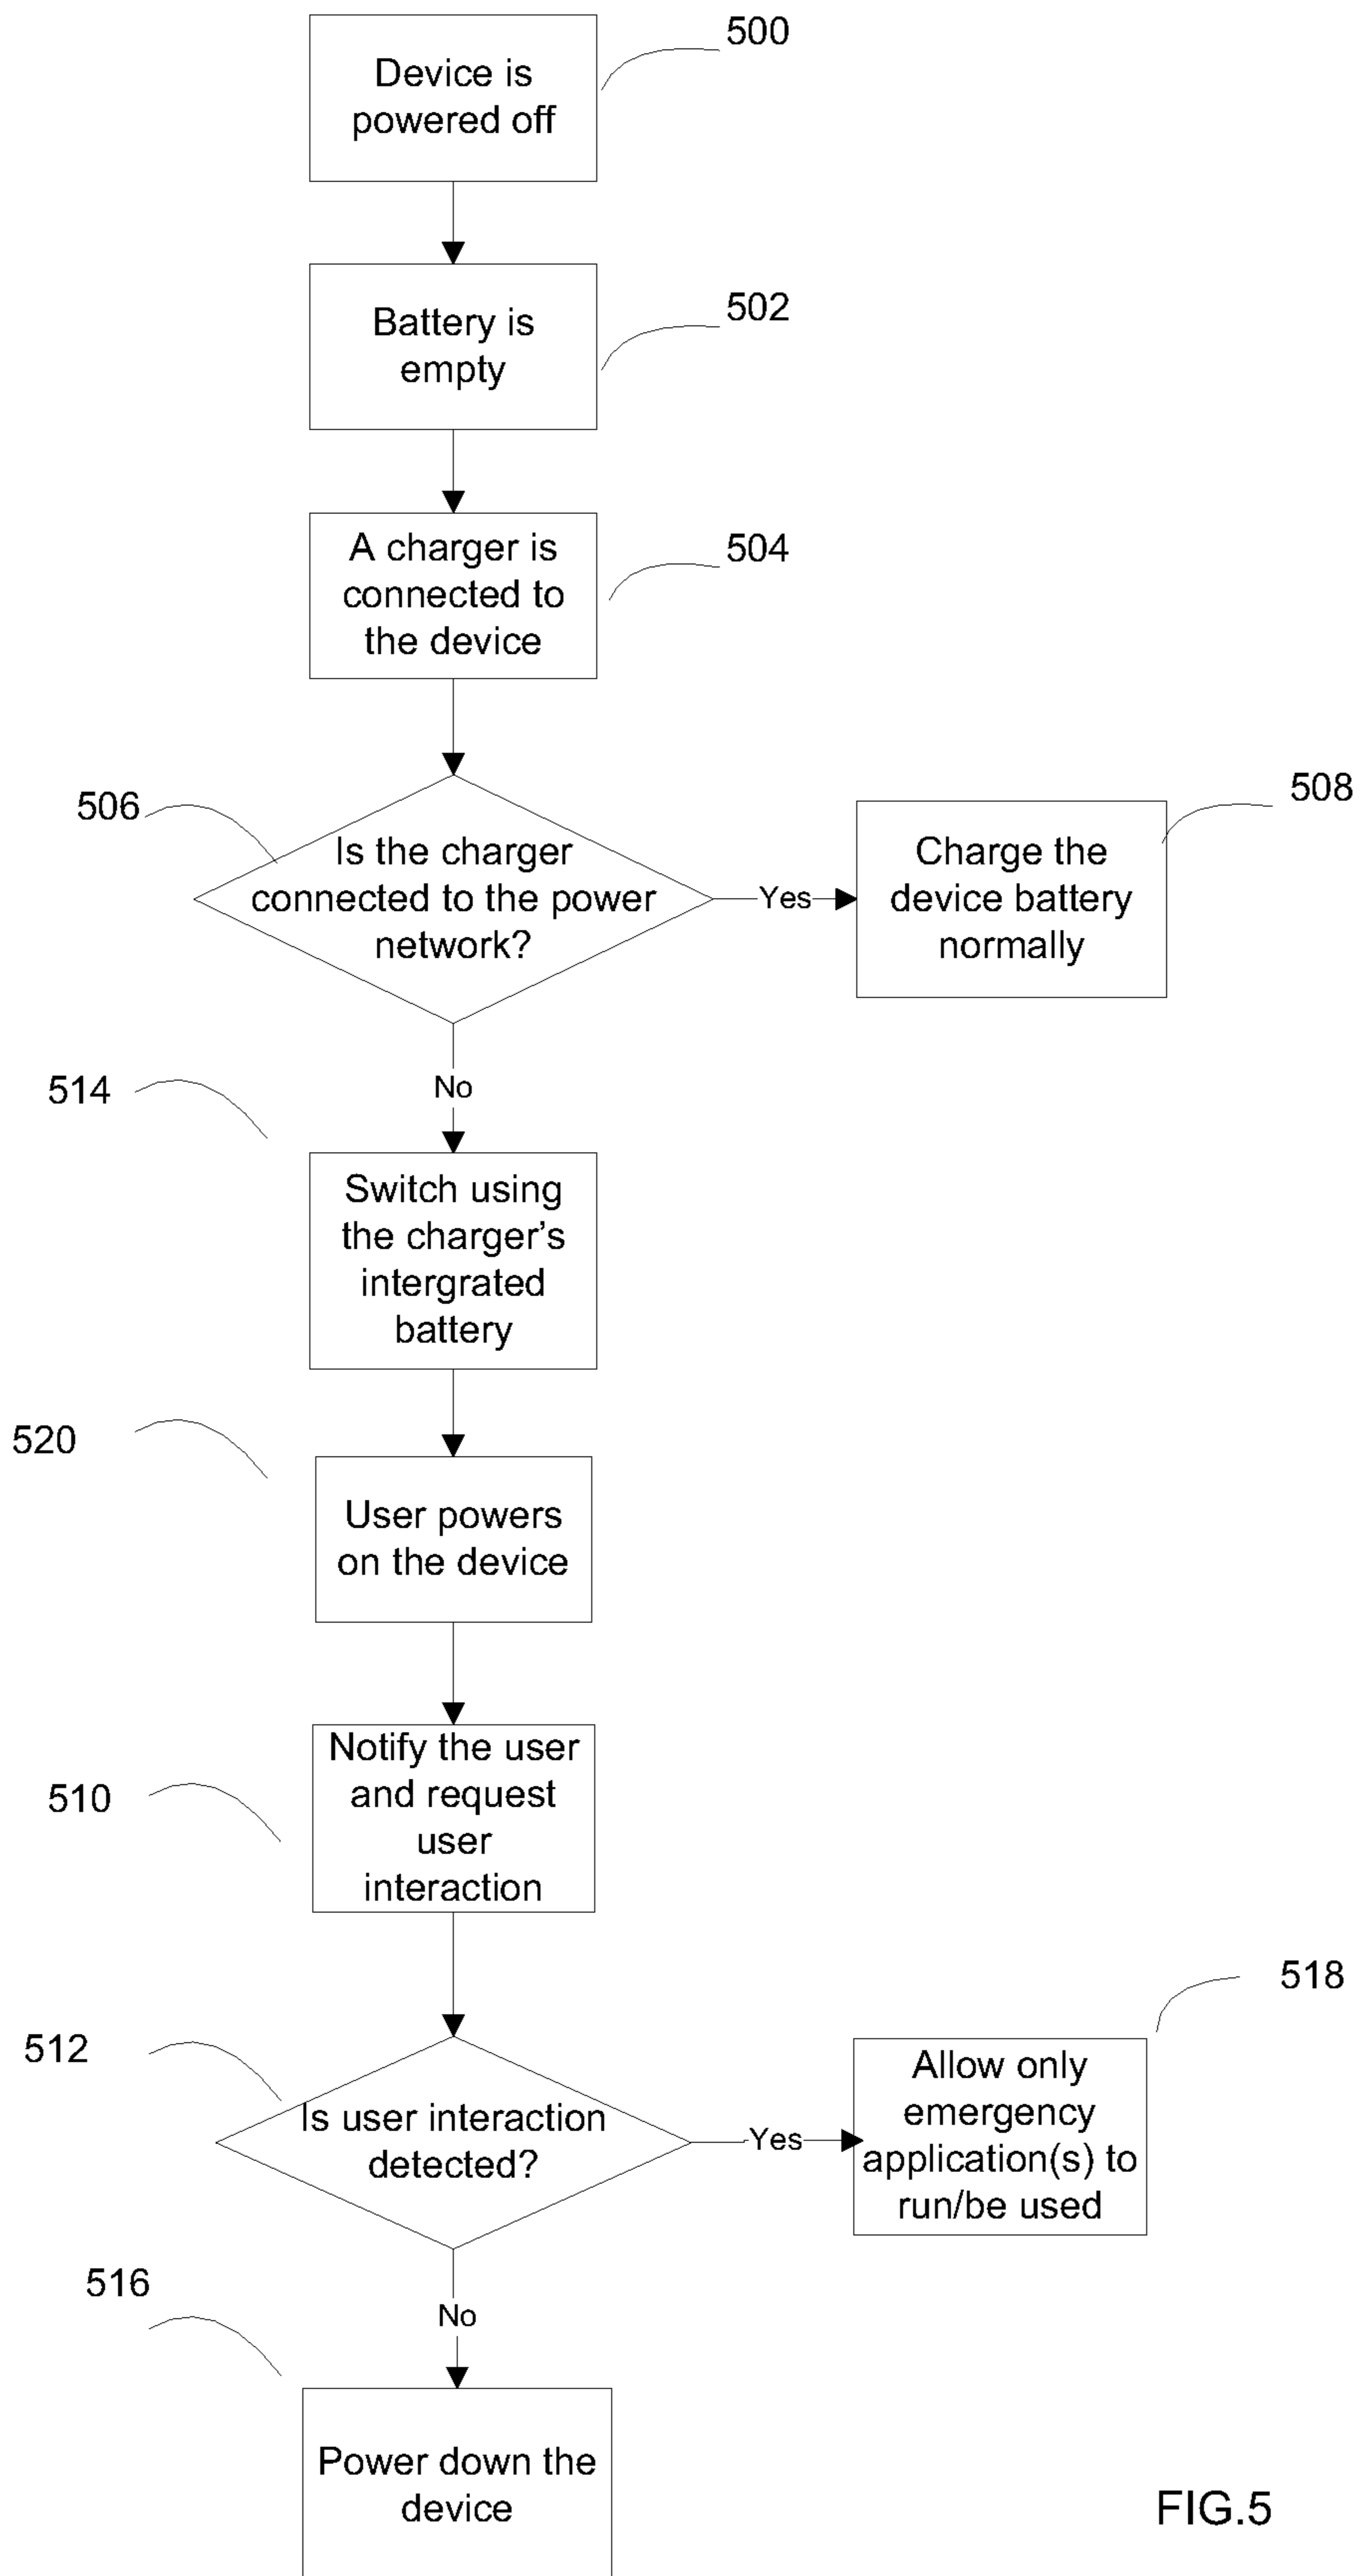 500
Device is
powered off
502
Battery is
empty
504
A charger is
connected to
the device
506
Is the charger
connected to the power
network?
Yes
508
Charge the
device battery
normally
No
514
Switch using
the charger's
intergrated
battery
520
User powers
on the device
510
Notify the user
and request
user
interaction
512
Is user interaction
detected?
Yes
518
Allow only
emergency
application(s) to
run/be used
No
516
Power down the
device
FIG.5